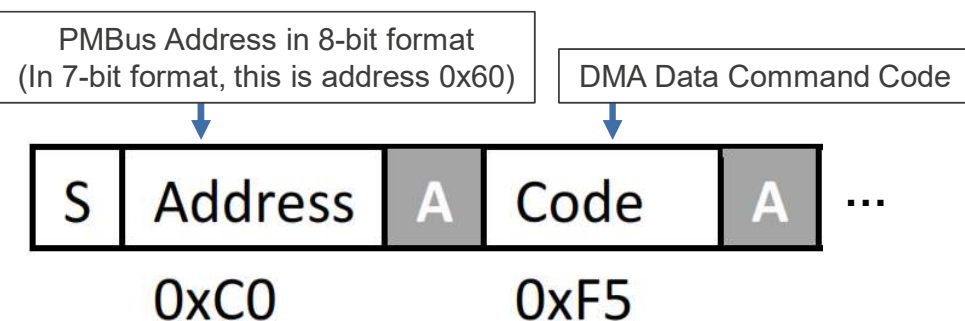 PMBus Address in 8-bit format
(In 7-bit format, this is address 0x60)
DMA Data Command Code
S Address A Code A ...
0xC0 0xF5